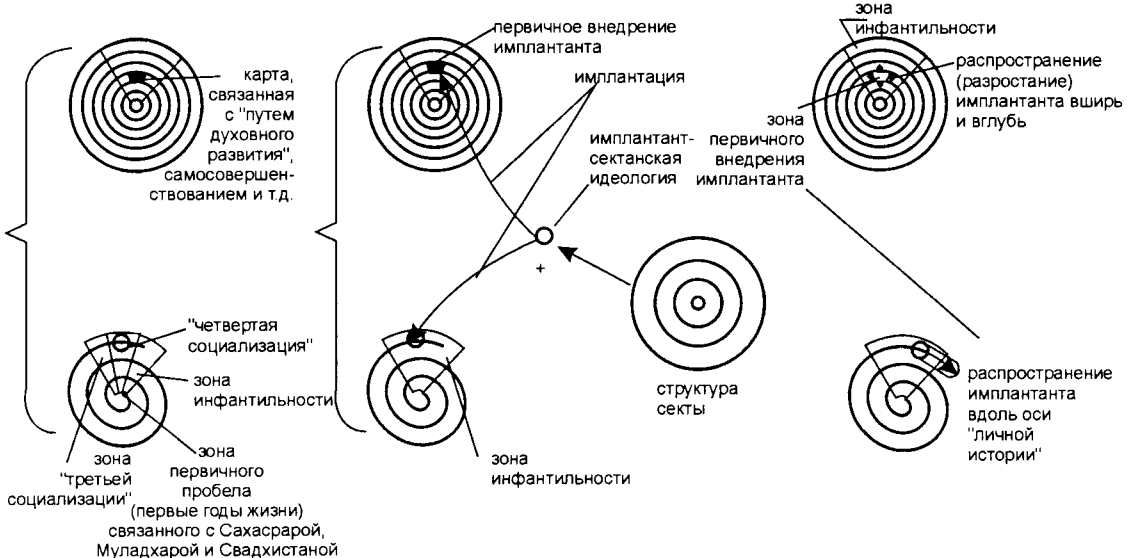 карта,
связанная
с "путем
духовного
развития",
самосовершен-
ствованием и т.д.
"четвертая
социализация"
зона
инфантильности
зона
"третьей
социализации"
зона
первичного
пробела
(первые годы жизни)
связанного с Сахасрарой,
Муладхарой и Свадхистаной
первичное внедрение
имплантанта
имплантация
имплантант-
сектанская
идеология
+
структура
секты
зона
инфантильности
зона
инфантильности
распространение
(разростание)
имплантанта вширь
и вглубь
зона
первичного
внедрения
имплантанта
распространение
имплантанта
вдоль оси
"личной
истории"